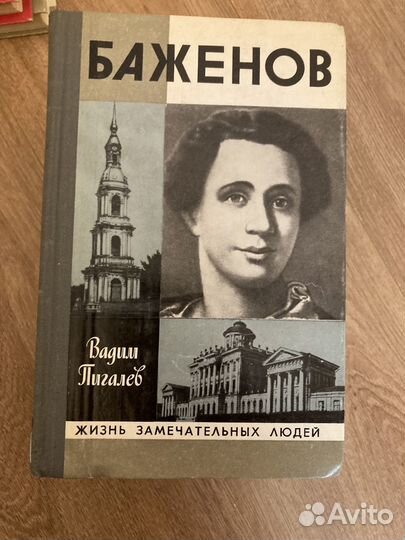 БАЖЕНОВ
Вадим
Пигалев
ЖИЗНЬ ЗАМЕЧАТЕЛЬНЫХ ЛЮДЕЙ
Avito